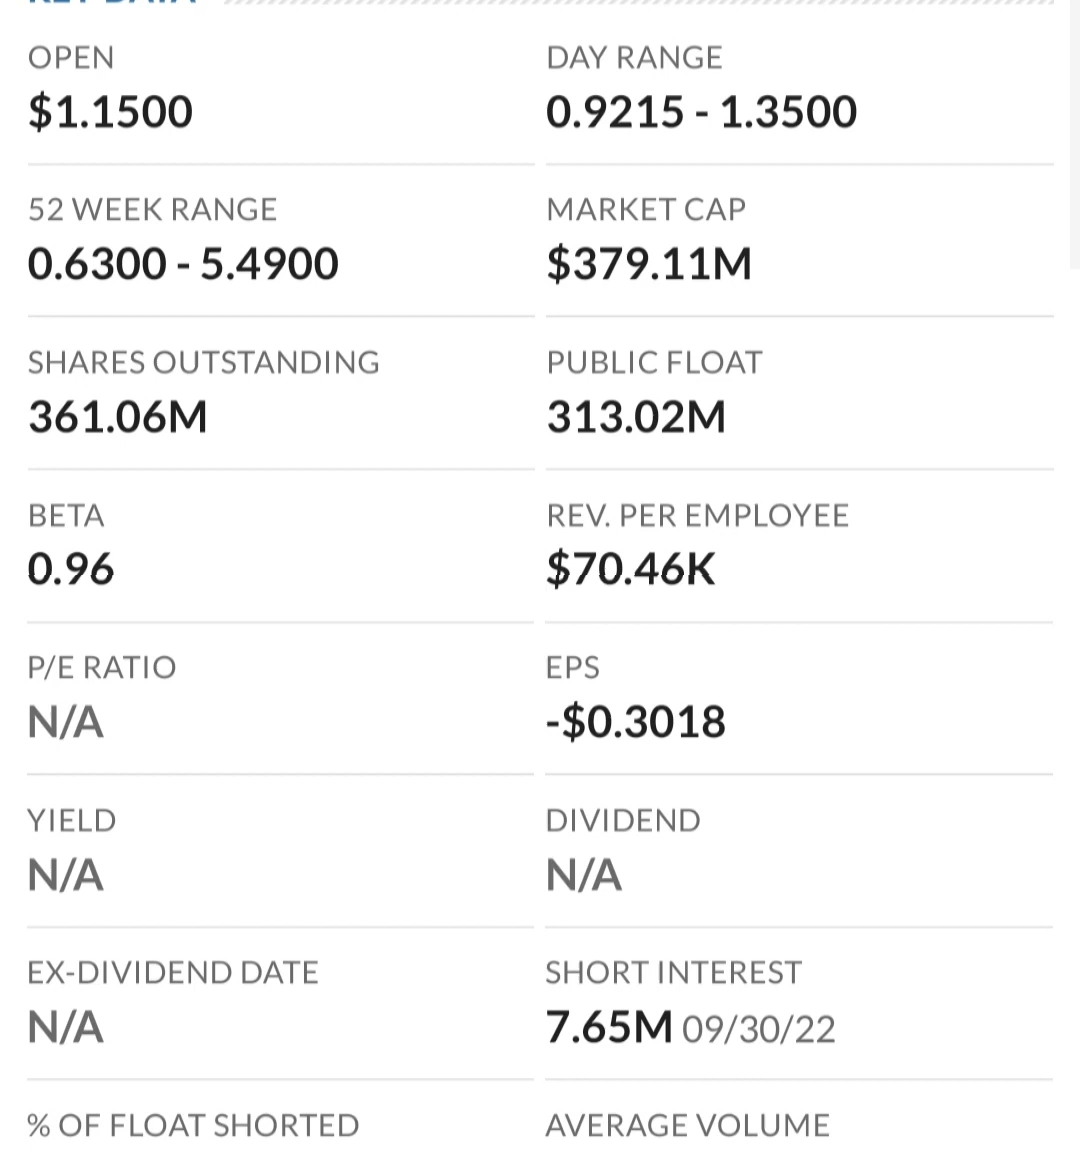 OPEN
$1.1500
DAY RANGE
0.9215 - 1.3500
52 WEEK RANGE
0.6300 - 5.4900
MARKET CAP
$379.11M
SHARES OUTSTANDING
361.06M
PUBLIC FLOAT
313.02M
BETA
0.96
REV. PER EMPLOYEE
$70.46K
P/E RATIO
N/A
EPS
-$0.3018
YIELD
N/A
DIVIDEND
N/A
EX-DIVIDEND DATE
N/A
SHORT INTEREST
7.65M 09/30/22
% OF FLOAT SHORTED
AVERAGE VOLUME